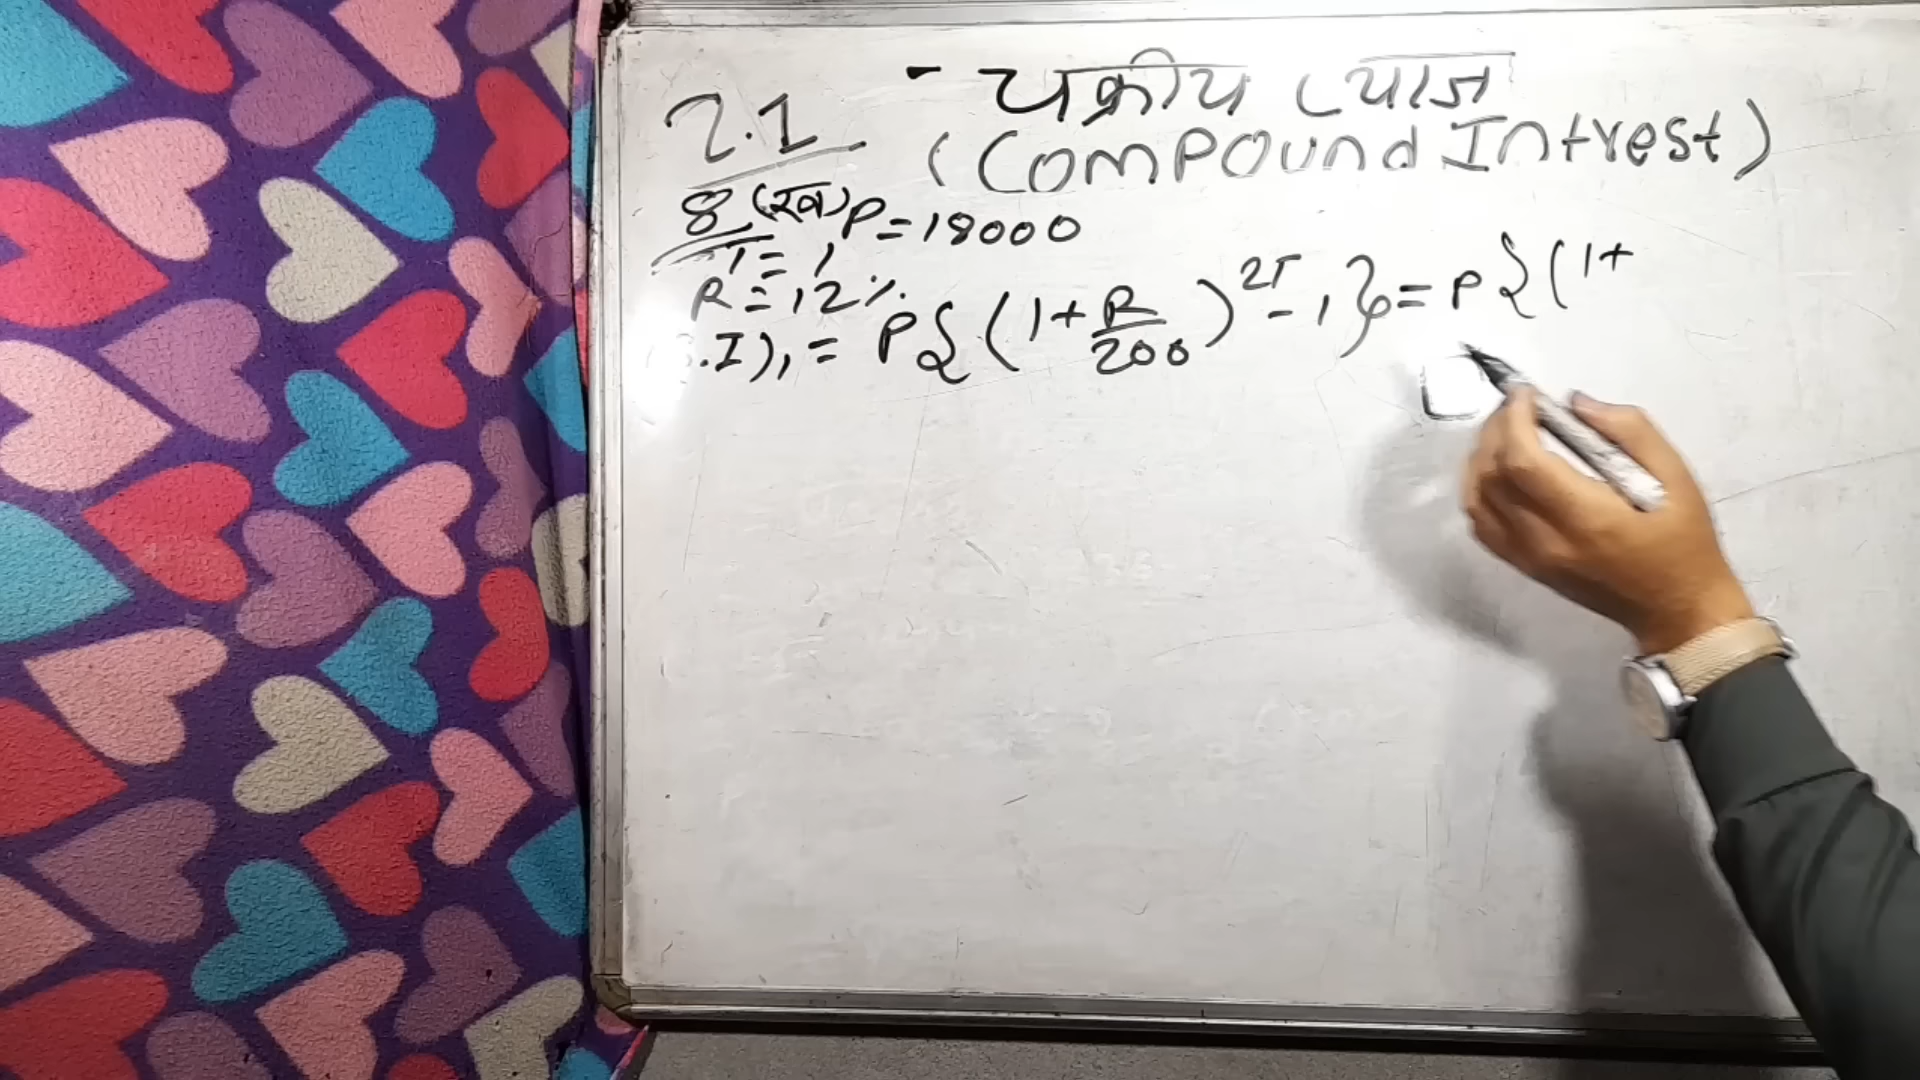 2.1 - चक्रीय ब्याज
(Compound Intrest)
8 (ख) P = 18000
T = 1
R = 12%
.I)₁ = P{(1+R/200)^2T - 1} = P{(1+